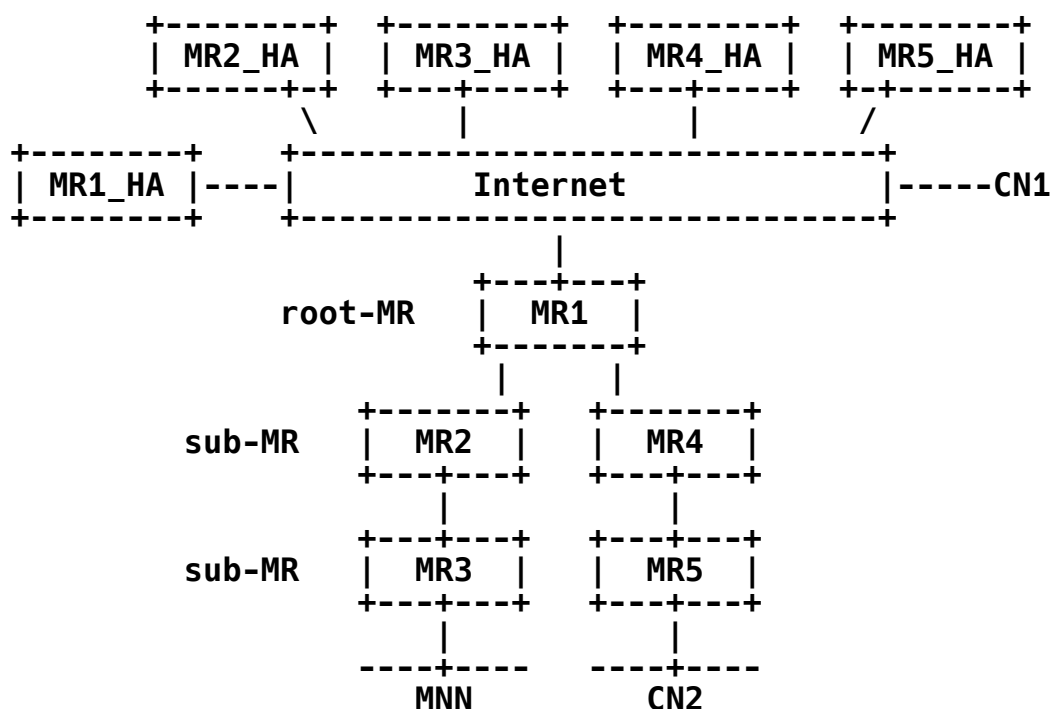 MR2_HA MR3_HA MR4_HA MR5_HA
MR1_HA Internet CN1
root-MR MR1
sub-MR MR2 MR4
sub-MR MR3 MR5
MNN CN2